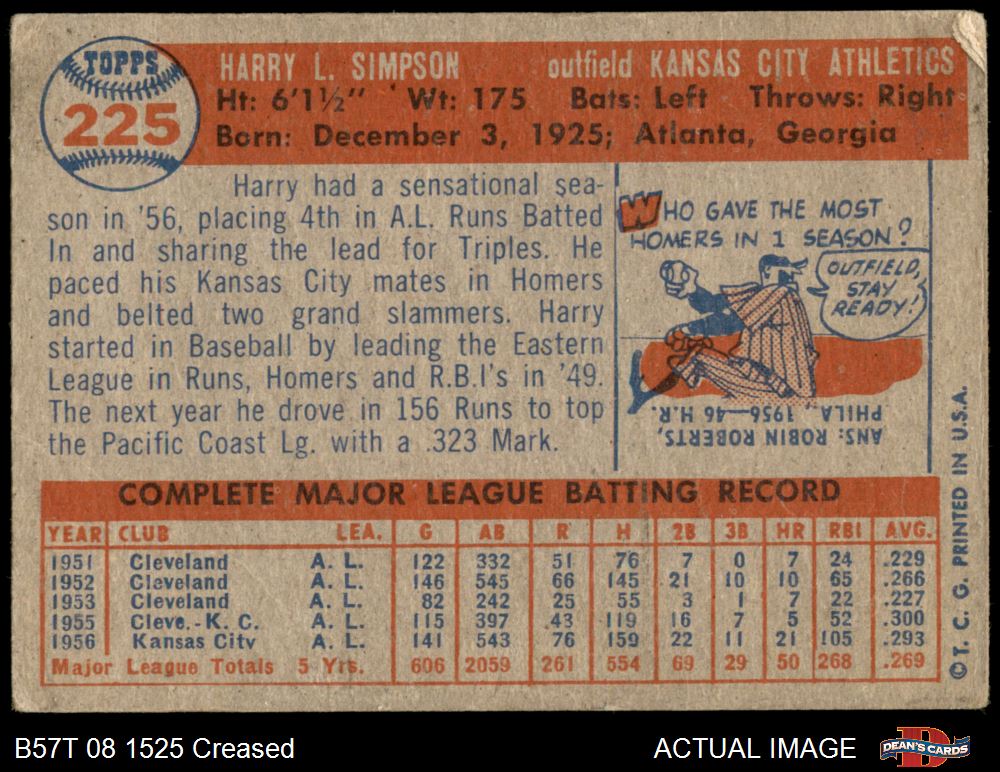 TOPPS
225
HARRY L. SIMPSON outfield KANSAS CITY ATHLETICS
Ht: 6'1½" Wt: 175 Bats: Left Throws: Right
Born: December 3, 1925; Atlanta, Georgia
Harry had a sensational sea-
son in '56, placing 4th in A.L. Runs Batted
In and sharing the lead for Triples. He
paced his Kansas City mates in Homers
and belted two grand slammers. Harry
started in Baseball by leading the Eastern
League in Runs, Homers and R.B.I's in '49.
The next year he drove in 156 Runs to top
the Pacific Coast Lg. with a .323 Mark.
WHO GAVE THE MOST
HOMERS IN 1 SEASON?
OUTFIELD,
STAY
READY!
ANS: ROBIN ROBERTS,
PHILA. 1956—46 H.R.
COMPLETE MAJOR LEAGUE BATTING RECORD
YEAR CLUB LEA. G AB R H 2B 3B HR RBI AVG.
1951 Cleveland A. L. 122 332 51 76 7 0 7 24 .229
1952 Cleveland A. L. 146 545 66 145 21 10 10 65 .266
1953 Cleveland A. L. 82 242 25 55 3 1 7 22 .227
1955 Cleve.-K. C. A. L. 115 397 43 119 16 7 5 52 .300
1956 Kansas City A. L. 141 543 76 159 22 11 21 105 .293
Major League Totals 5 Yrs. 606 2059 261 554 69 29 50 268 .269
© T. C. G. PRINTED IN U.S.A.
B57T 08 1525 Creased ACTUAL IMAGE
DEAN'S CARDS